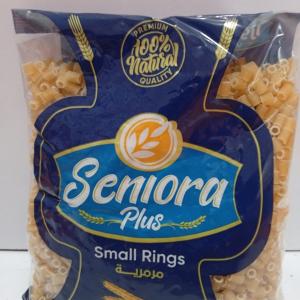 PREMIUM
100%
Natural
QUALITY
Seniora
Plus
Small Rings
مرمرية